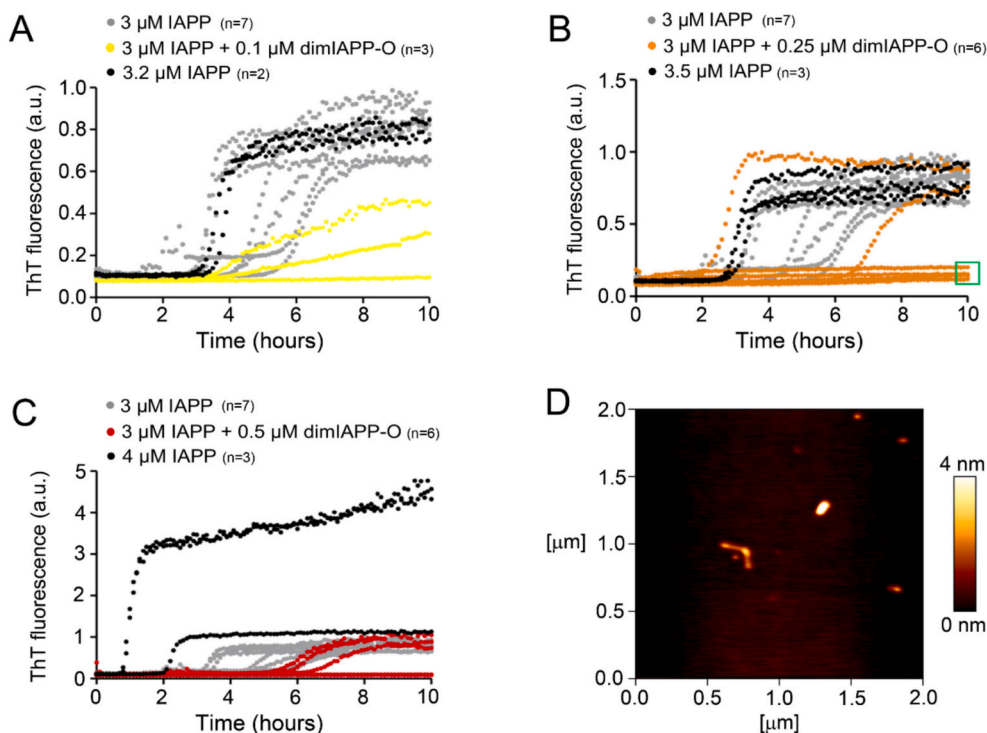 A
3 µM IAPP (n=7)
3 µM IAPP + 0.1 µM dimIAPP-O (n=3)
3.2 µM IAPP (n=2)
ThT fluorescence (a.u.)
1.0
0.8
0.6
0.4
0.2
0.0
0 2 4 6 8 10
Time (hours)
B
3 µM IAPP (n=7)
3 µM IAPP + 0.25 µM dimIAPP-O (n=6)
3.5 µM IAPP (n=3)
ThT fluorescence (a.u.)
1.5
1.0
0.5
0.0
0 2 4 6 8 10
Time (hours)
C
3 µM IAPP (n=7)
3 µM IAPP + 0.5 µM dimIAPP-O (n=6)
4 µM IAPP (n=3)
ThT fluorescence (a.u.)
5
4
3
2
1
0
0 2 4 6 8 10
Time (hours)
D
2.0
1.5
[µm] 1.0
0.5
0.0
0 0.5 1.0 1.5 2.0
[µm]
4 nm
0 nm